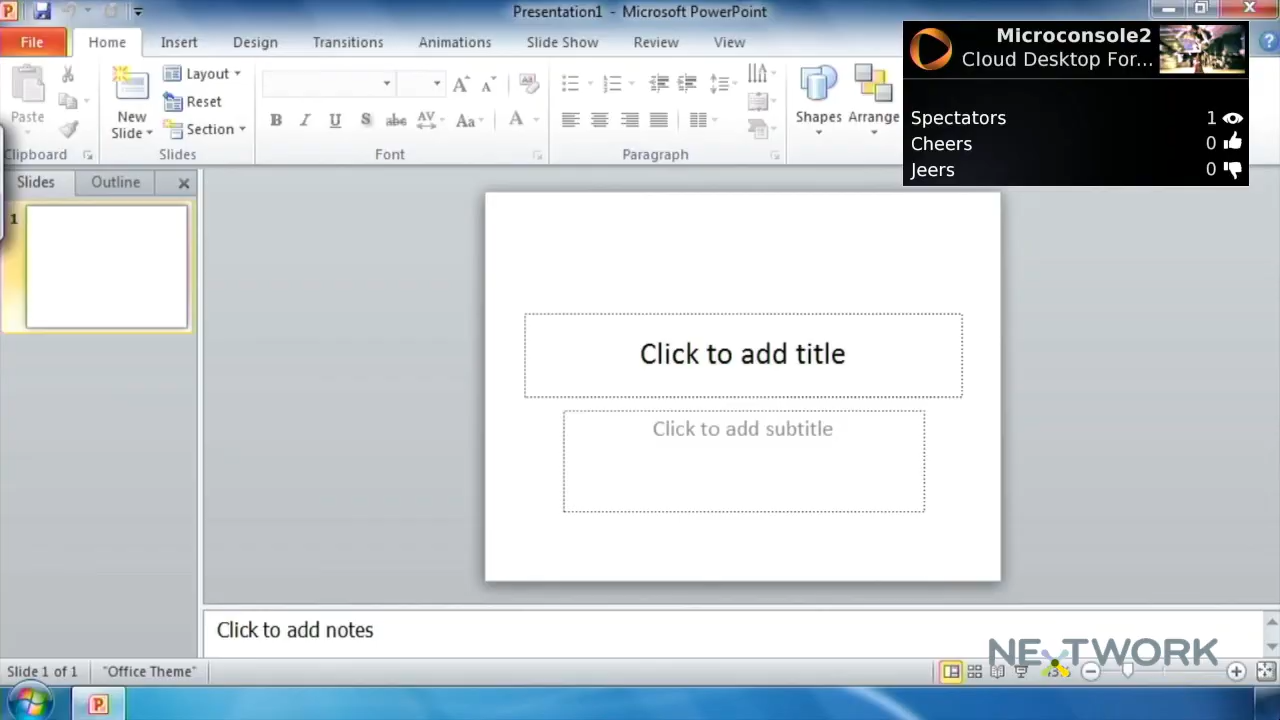 Presentation1 - Microsoft PowerPoint
File Home Insert Design Transitions Animations Slide Show Review View
Microconsole2
Cloud Desktop For...
Spectators 1
Cheers 0
Jeers 0
Paste
New Slide
Layout
Reset
Section
Shapes
Arrange
Clipboard
Slides
Font
Paragraph
Slides Outline
1
Click to add title
Click to add subtitle
Click to add notes
NEXTWORK
Slide 1 of 1 "Office Theme"